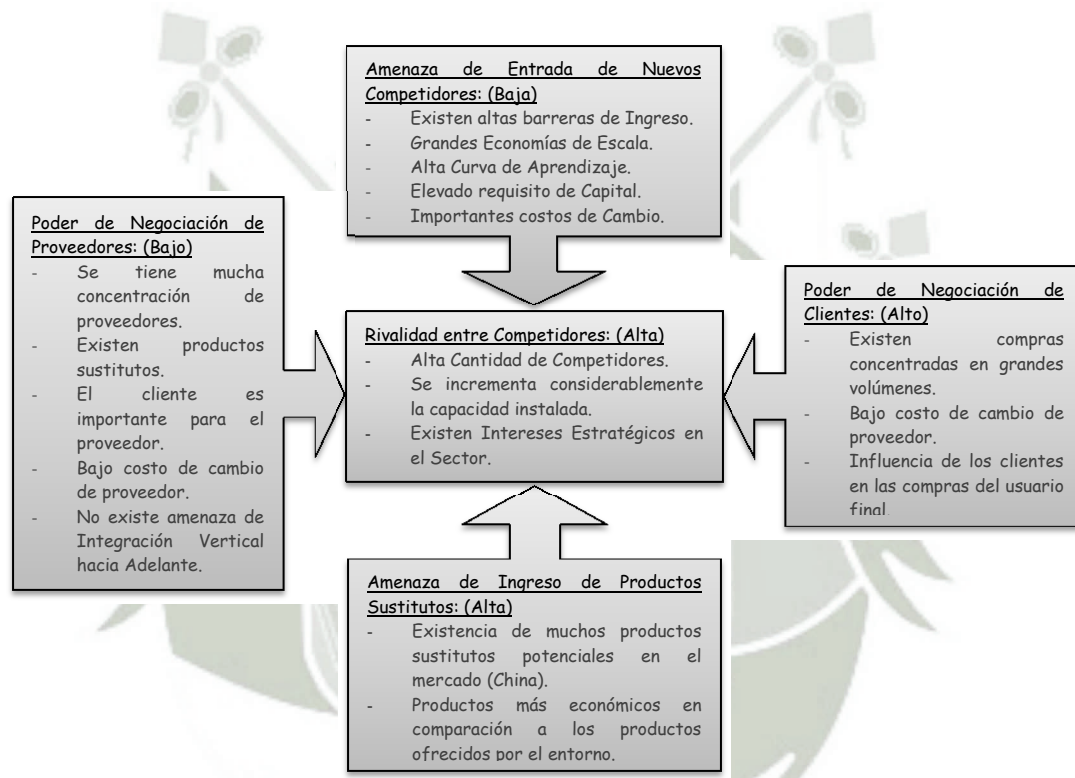 Amenaza de Entrada de Nuevos
Competidores: (Baja)
- Existen altas barreras de Ingreso.
- Grandes Economías de Escala.
- Alta Curva de Aprendizaje.
- Elevado requisito de Capital.
- Importantes costos de Cambio.
Poder de Negociación de
Proveedores: (Bajo)
- Se tiene mucha
concentración de
proveedores.
- Existen productos
sustitutos.
- El cliente es
importante para el
proveedor.
- Bajo costo de cambio
de proveedor.
- No existe amenaza de
Integración Vertical
hacia Adelante.
Rivalidad entre Competidores: (Alta)
- Alta Cantidad de Competidores.
- Se incrementa considerablemente
la capacidad instalada.
- Existen Intereses Estratégicos en
el Sector.
Poder de Negociación de
Clientes: (Alto)
- Existen compras
concentradas en grandes
volúmenes.
- Bajo costo de cambio de
proveedor.
- Influencia de los clientes
en las compras del usuario
final.
Amenaza de Ingreso de Productos
Sustitutos: (Alta)
- Existencia de muchos productos
sustitutos potenciales en el
mercado (China).
- Productos más económicos en
comparación a los productos
ofrecidos por el entorno.